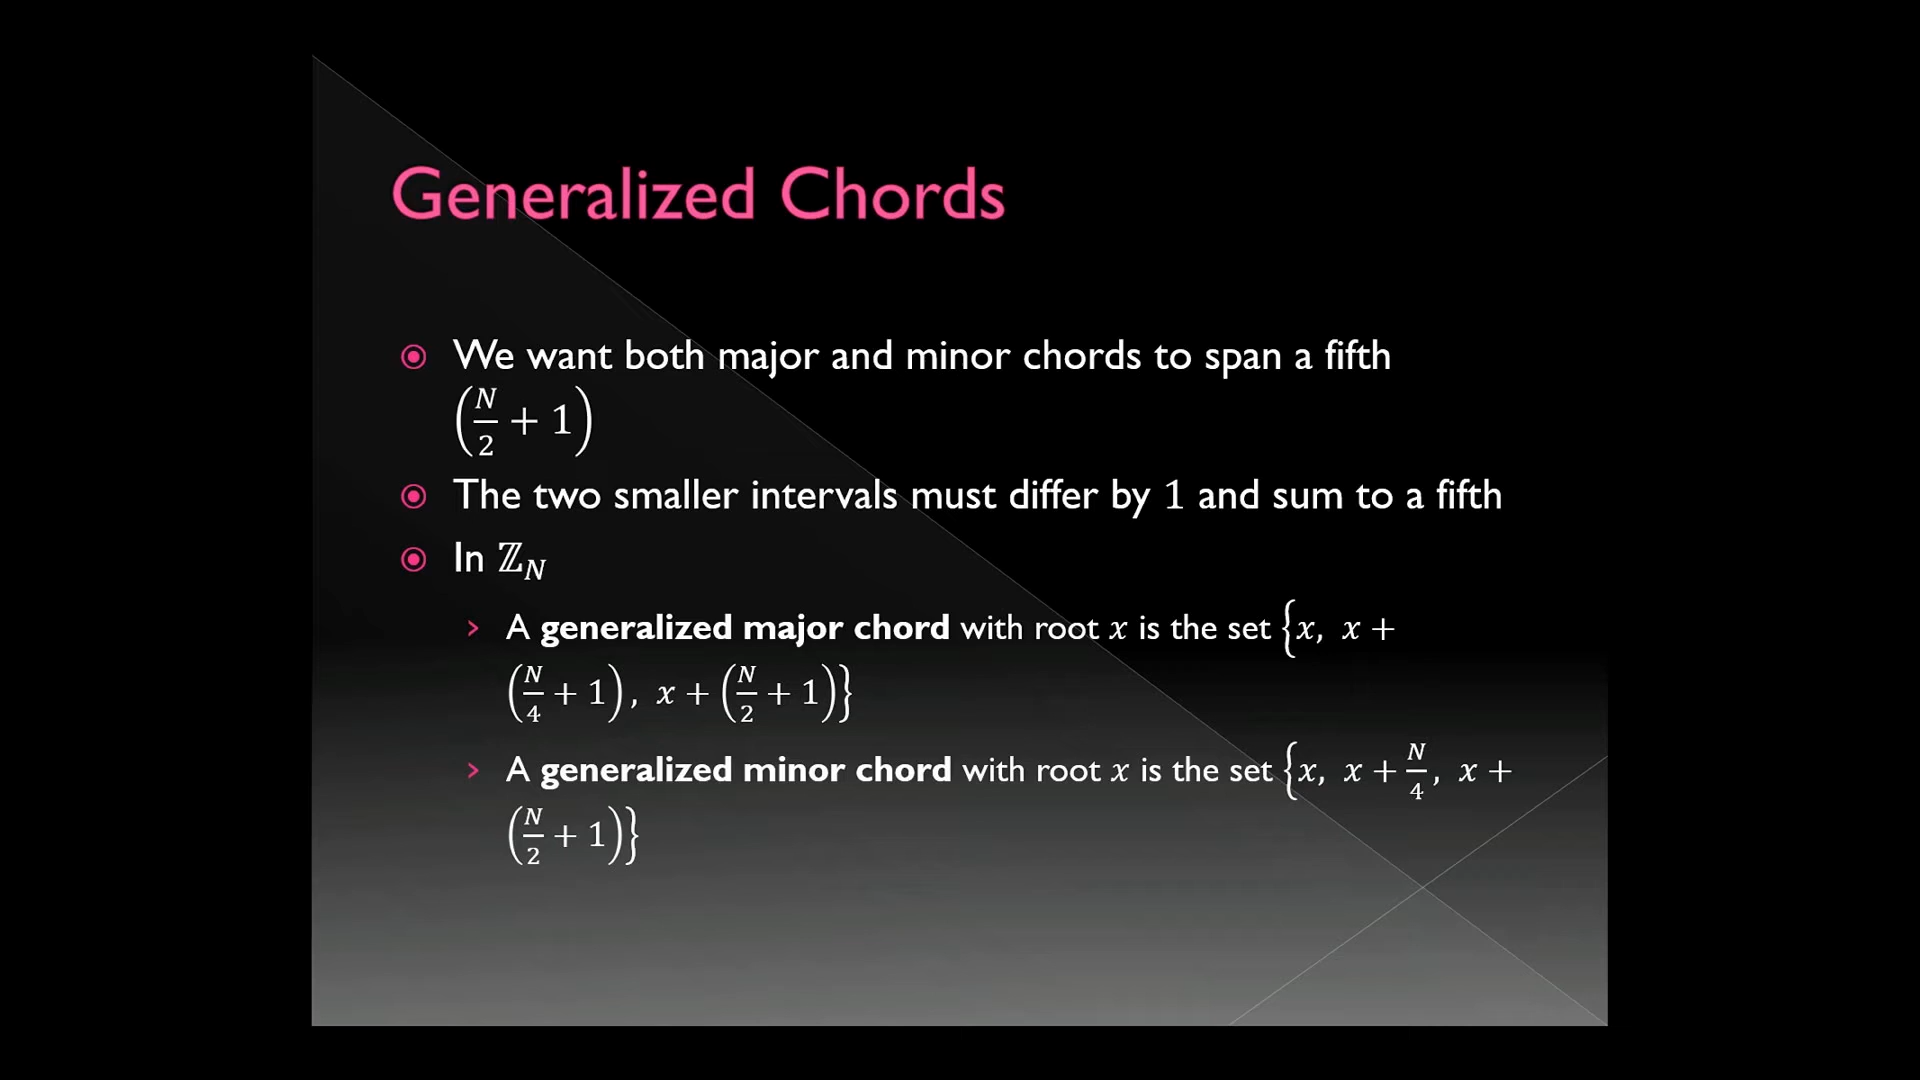 Generalized Chords
We want both major and minor chords to span a fifth
(N/2 + 1)
The two smaller intervals must differ by 1 and sum to a fifth
In ℤ_N
› A generalized major chord with root x is the set {x, x +
(N/4 + 1), x + (N/2 + 1)}
› A generalized minor chord with root x is the set {x, x + N/4, x +
(N/2 + 1)}